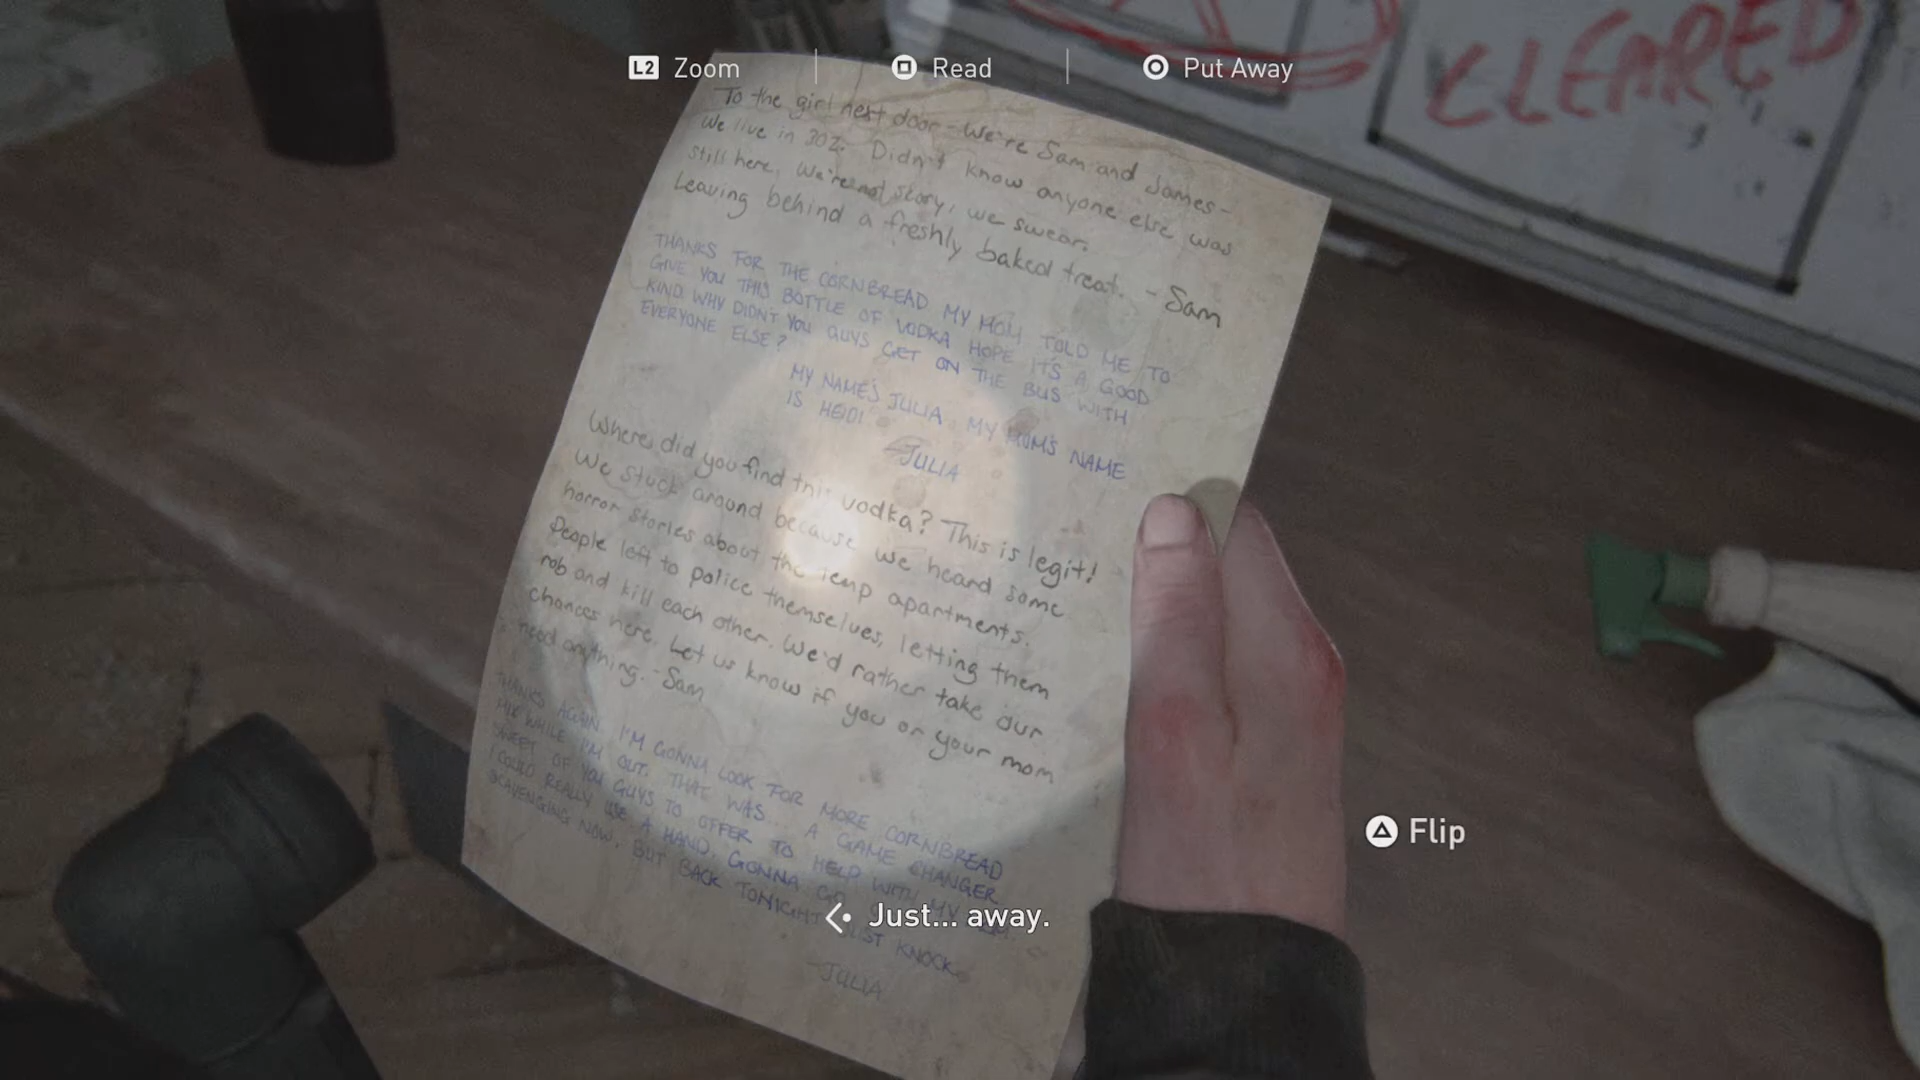 L2 Zoom
Read
Put Away
CLEARED
To the girl next door - We're Sam and James -
We live in 302. Didn't know anyone else was
still here. We're not scary, we swear.
Leaving behind a freshly baked treat. - Sam
THANKS FOR THE CORNBREAD MY MOM TOLD ME TO
GIVE YOU THIS BOTTLE OF VODKA HOPE IT'S A GOOD
KIND. WHY DIDN'T YOU GUYS GET ON THE BUS WITH
EVERYONE ELSE?
MY NAME'S JULIA. MY MOM'S NAME
IS HEIDI
- JULIA
Where did you find this vodka? This is legit!
We stuck around because we heard some
horror stories about the temp apartments.
People left to police themselves, letting them
rob and kill each other. We'd rather take our
chances here. Let us know if you or your mom
need anything. - Sam
THANKS AGAIN. I'M GONNA LOOK FOR MORE CORNBREAD
MIX WHILE I'M OUT. THAT WAS... A GAME CHANGER
SWEET OF YOU GUYS TO OFFER TO HELP WITH MY
I COULD REALLY USE A HAND. GONNA GO
SCAVENGING NOW, BUT BACK TONIGHT JUST KNOCK.
- JULIA
Flip
Just... away.